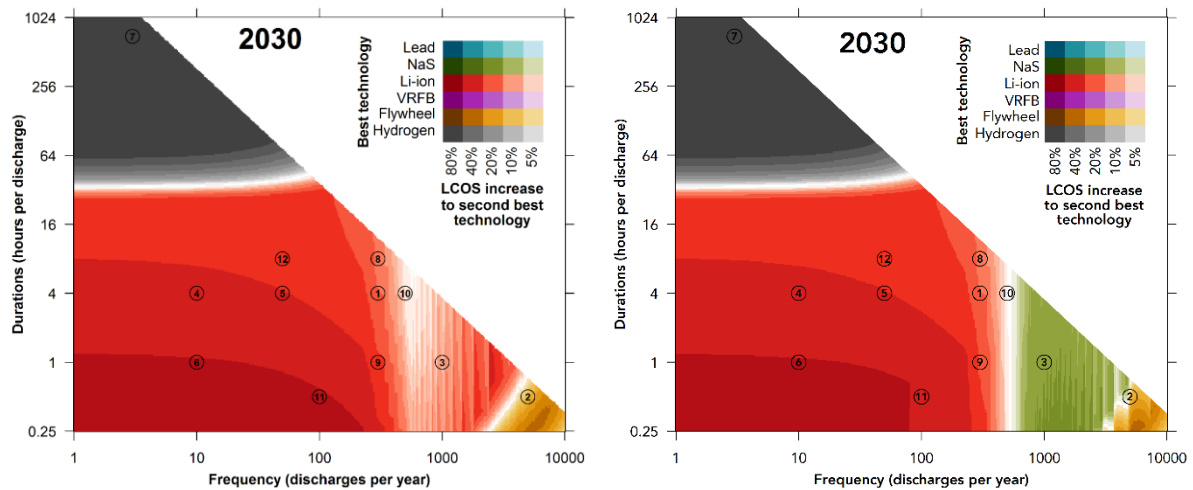 2030
Best technology
Lead
NaS
Li-ion
VRFB
Flywheel
Hydrogen
80%
40%
20%
10%
5%
LCOS increase
to second best
technology
Durations (hours per discharge)
1024
256
64
16
4
1
0.25
7
12
8
4
5
1
10
6
9
3
11
2
1
10
100
1000
10000
Frequency (discharges per year)
2030
Best technology
Lead
NaS
Li-ion
VRFB
Flywheel
Hydrogen
80%
40%
20%
10%
5%
LCOS increase
to second best
technology
Durations (hours per discharge)
1024
256
64
16
4
1
0.25
7
12
8
4
5
1
10
6
9
3
11
2
1
10
100
1000
10000
Frequency (discharges per year)